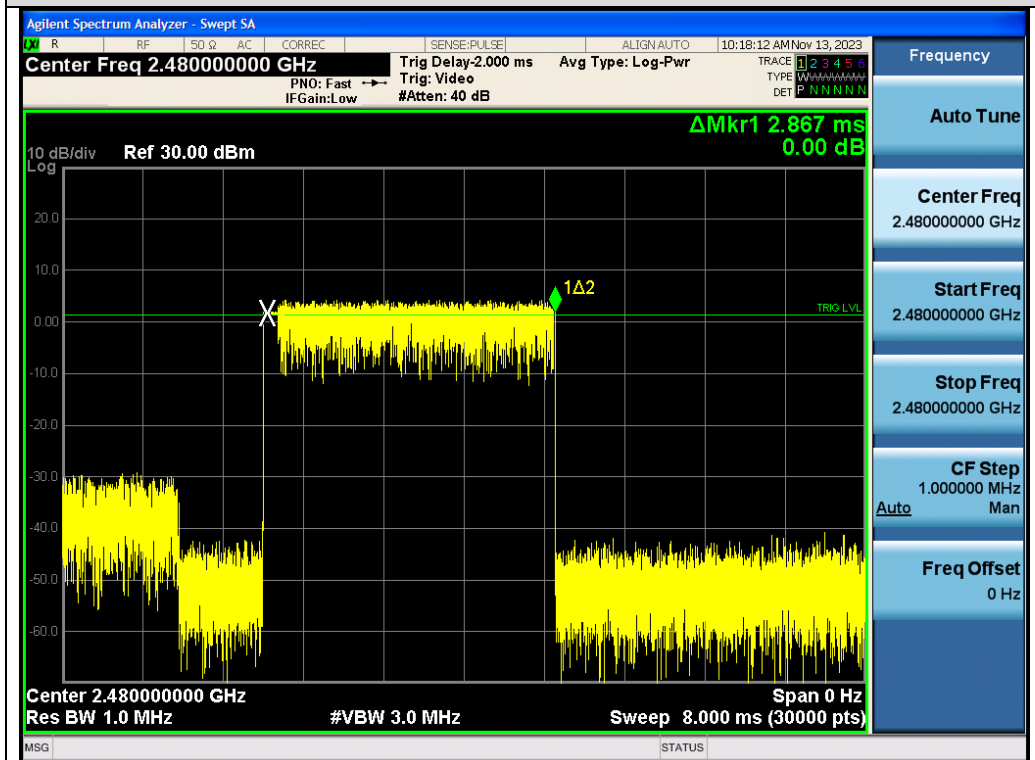 Agilent Spectrum Analyzer - Swept SA
LXI R RF 50 Ω AC CORREC SENSE:PULSE ALIGN AUTO 10:18:12 AM Nov 13, 2023
Center Freq 2.480000000 GHz
PNO: Fast
IFGain:Low
Trig Delay-2.000 ms
Trig: Video
#Atten: 40 dB
Avg Type: Log-Pwr
TRACE 1 2 3 4 5 6
TYPE WWWWWW
DET P N N N N N
ΔMkr1 2.867 ms
0.00 dB
10 dB/div
Log
Ref 30.00 dBm
20.0
10.0
0.00
-10.0
-20.0
-30.0
-40.0
-50.0
-60.0
1Δ2
TRIG LVL
Center 2.480000000 GHz
Span 0 Hz
Res BW 1.0 MHz
#VBW 3.0 MHz
Sweep 8.000 ms (30000 pts)
MSG
STATUS
Frequency
Auto Tune
Center Freq
2.480000000 GHz
Start Freq
2.480000000 GHz
Stop Freq
2.480000000 GHz
CF Step
1.000000 MHz
Auto Man
Freq Offset
0 Hz